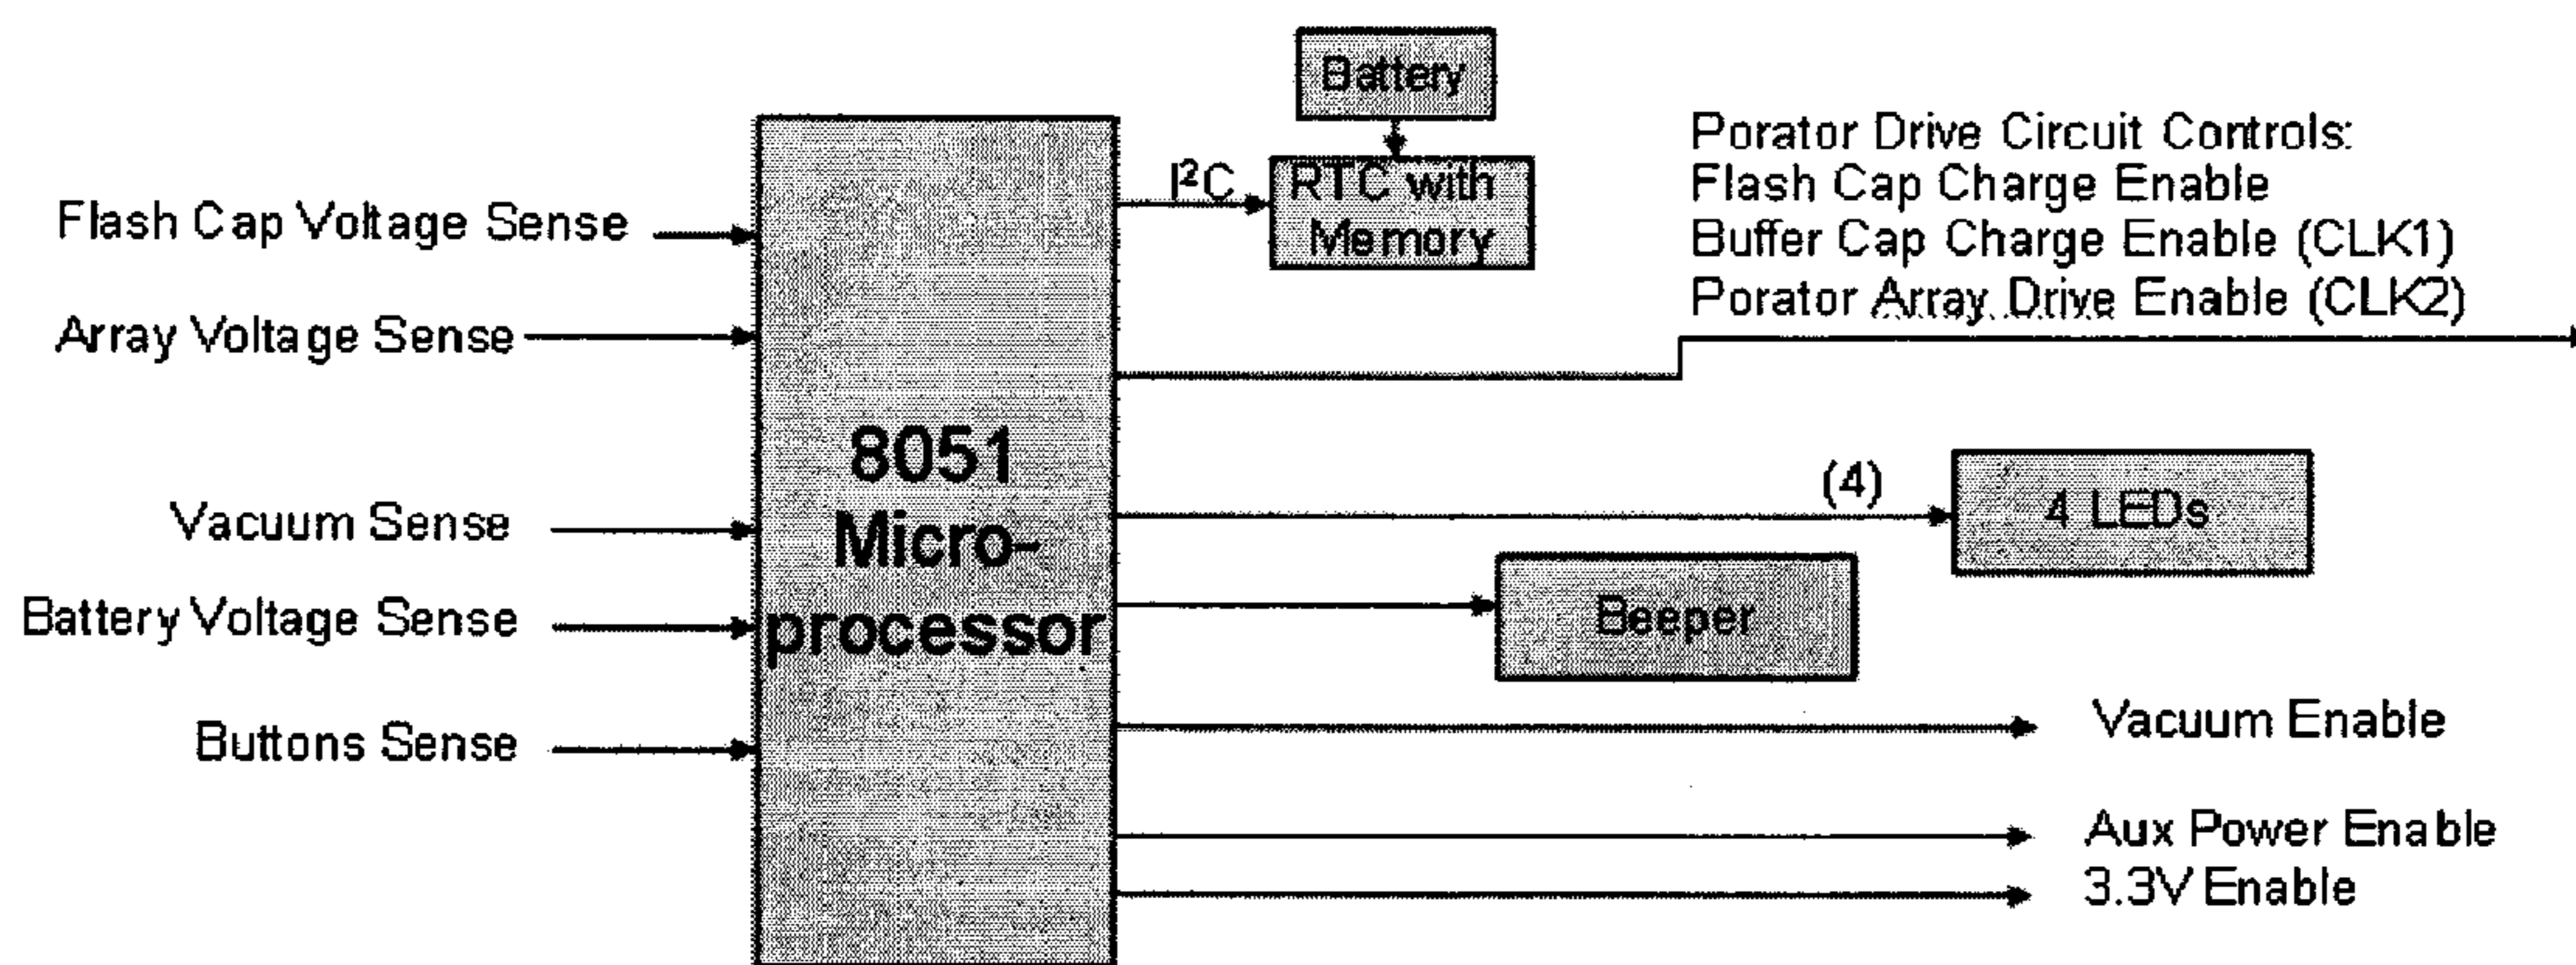 Battery
I²C
RTC with
Memory
Porator Drive Circuit Controls:
Flash Cap Charge Enable
Buffer Cap Charge Enable (CLK1)
Porator Array Drive Enable (CLK2)
Flash Cap Voltage Sense
Array Voltage Sense
Vacuum Sense
Battery Voltage Sense
Buttons Sense
8051
Micro-
processor
(4)
4 LEDs
Beeper
Vacuum Enable
Aux Power Enable
3.3V Enable